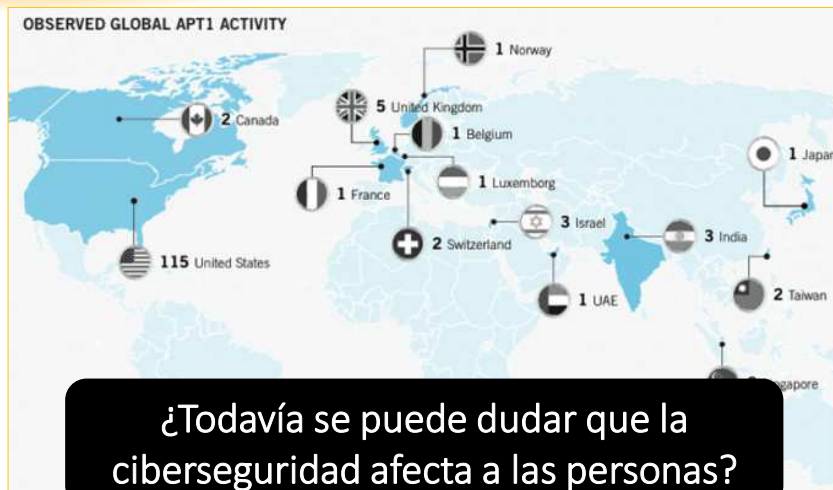 OBSERVED GLOBAL APT1 ACTIVITY
1 Norway
2 Canada
5 United Kingdom
1 Belgium
1 Japan
1 France
1 Luxemborg
3 Israel
3 India
2 Switzerland
115 United States
1 UAE
2 Taiwan
¿Todavía se puede dudar que la
ciberseguridad afecta a las personas?